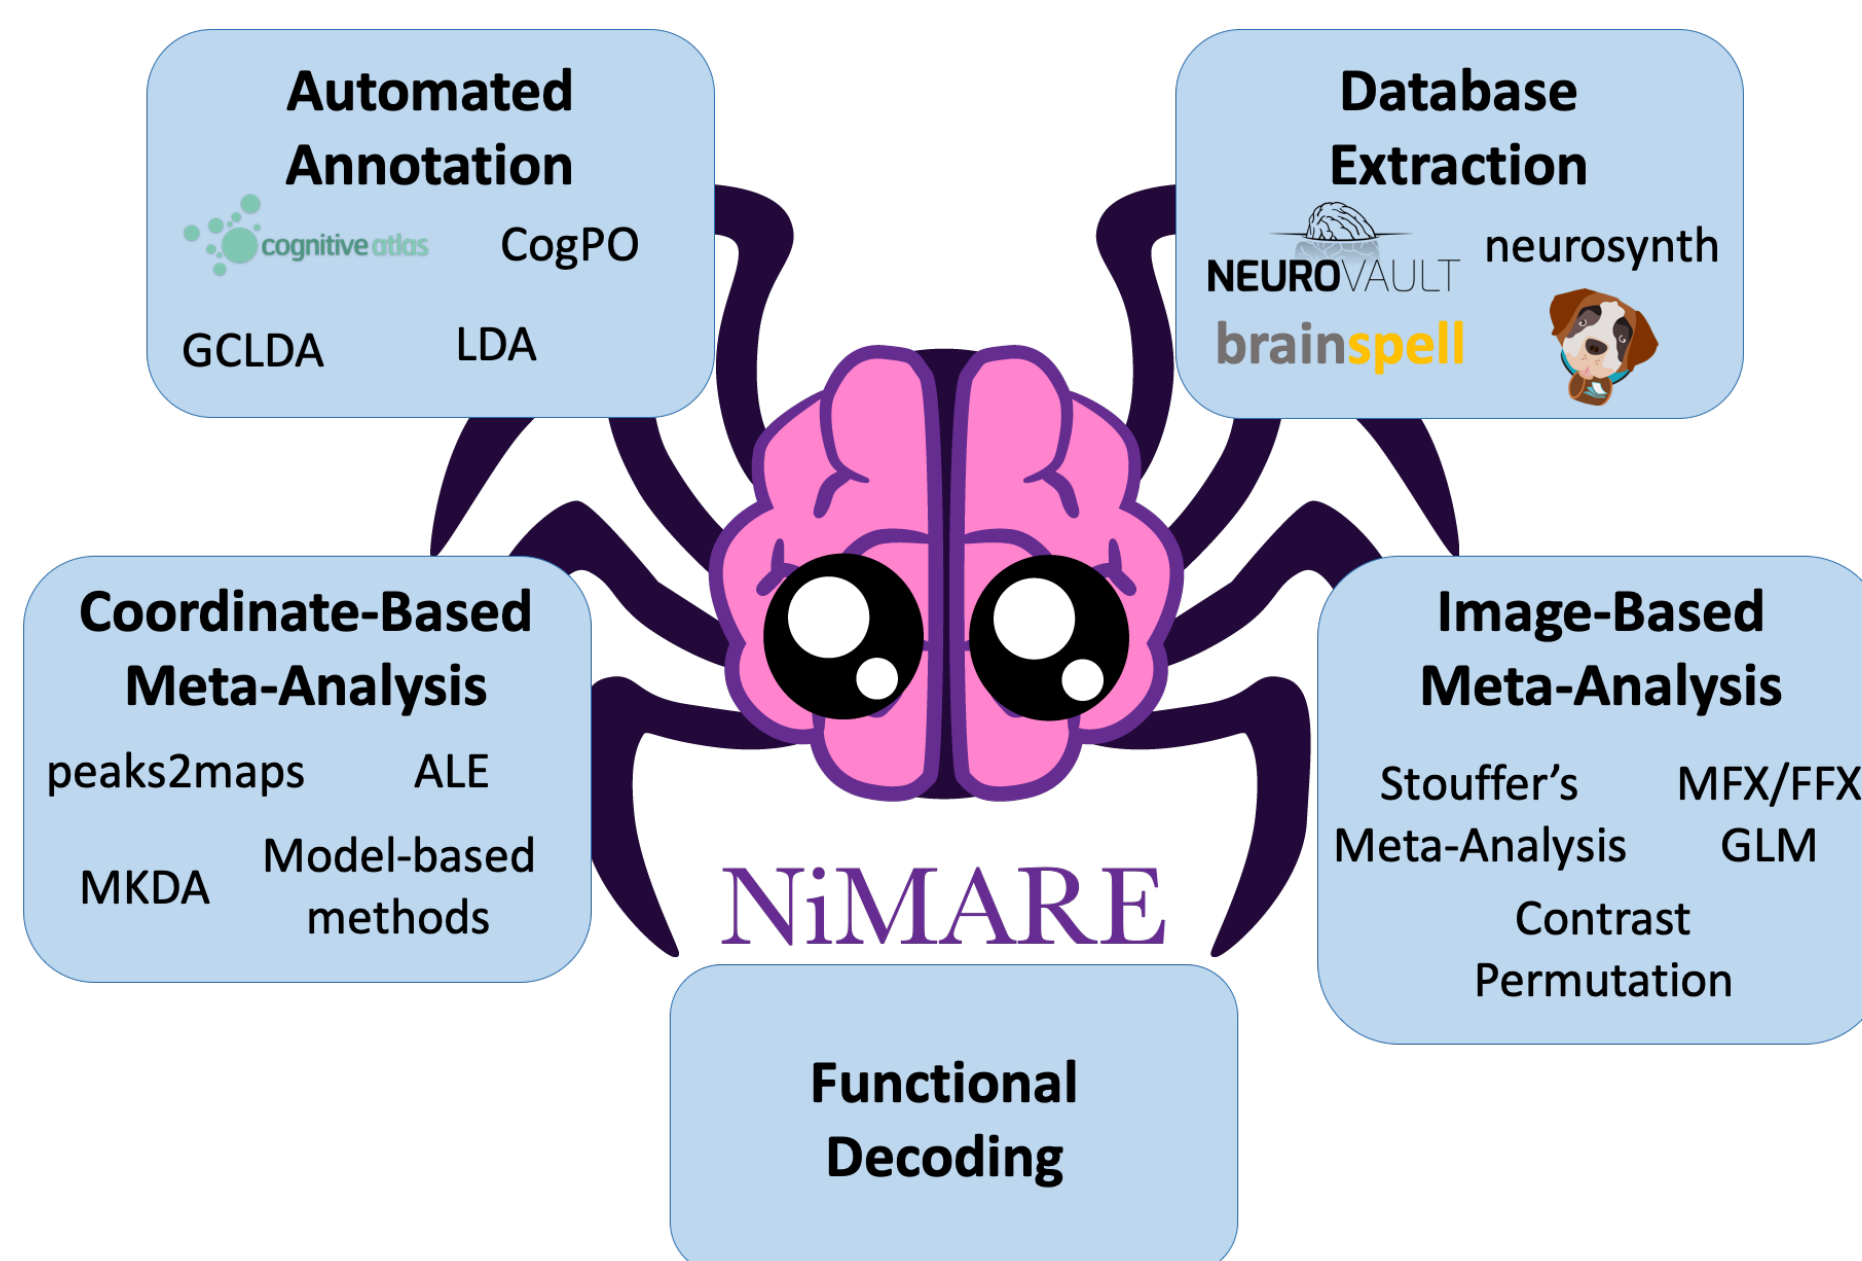 Automated
Annotation
cognitive atlas
CogPO
GCLDA
LDA
Database
Extraction
NEUROVAULT
neurosynth
brainspell
Coordinate-Based
Meta-Analysis
peaks2maps
ALE
MKDA
Model-based
methods
Image-Based
Meta-Analysis
Stouffer’s
Meta-Analysis
MFX/FFX
GLM
Contrast
Permutation
NiMARE
Functional
Decoding